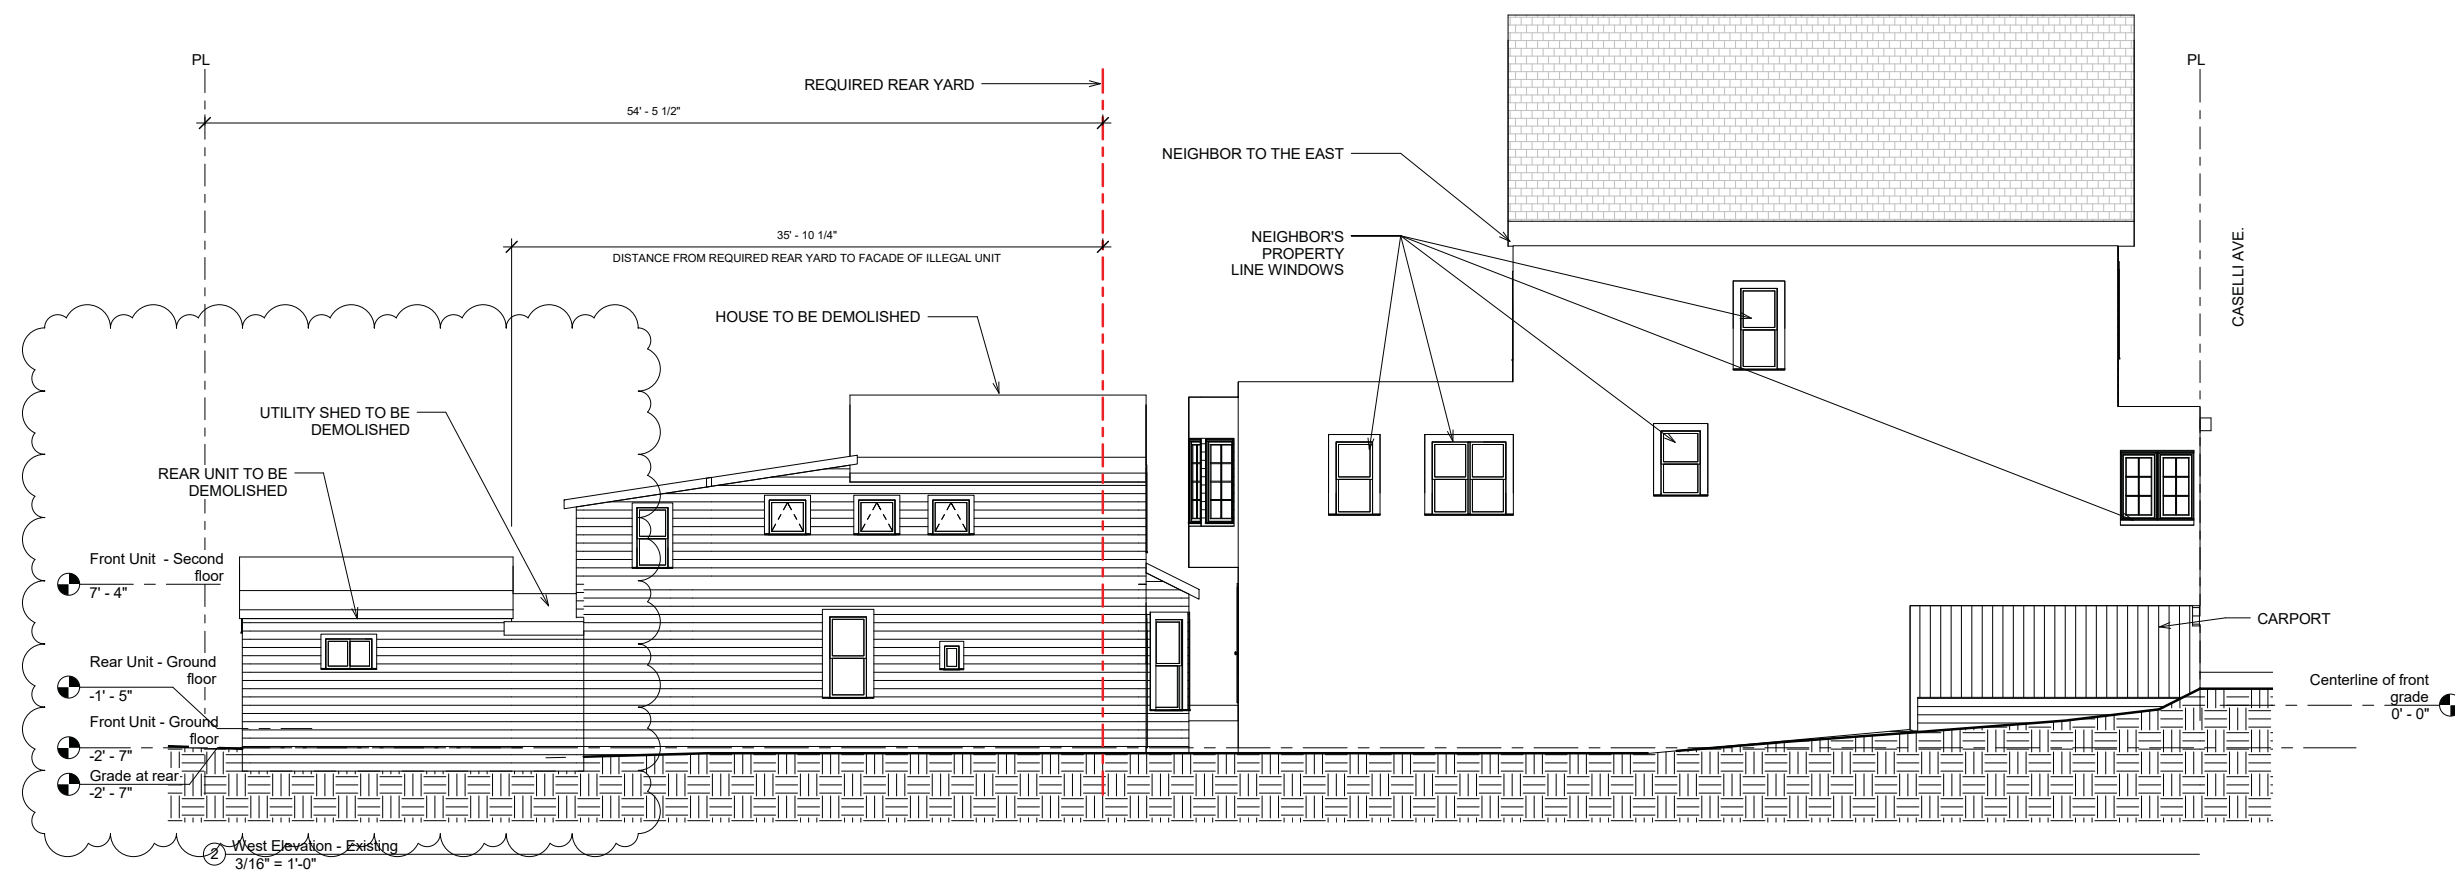 PL
PL
REQUIRED REAR YARD
54' - 5 1/2"
NEIGHBOR TO THE EAST
35' - 10 1/4"
DISTANCE FROM REQUIRED REAR YARD TO FACADE OF ILLEGAL UNIT
NEIGHBOR'S
PROPERTY
LINE WINDOWS
CASELLI AVE.
HOUSE TO BE DEMOLISHED
UTILITY SHED TO BE
DEMOLISHED
REAR UNIT TO BE
DEMOLISHED
Front Unit - Second
floor
7' - 4"
CARPORT
Rear Unit - Ground
floor
-1' - 5"
Centerline of front
grade
0' - 0"
Front Unit - Ground
floor
-2' - 7"
Grade at rear
-2' - 7"
2
West Elevation - Existing
3/16" = 1'-0"